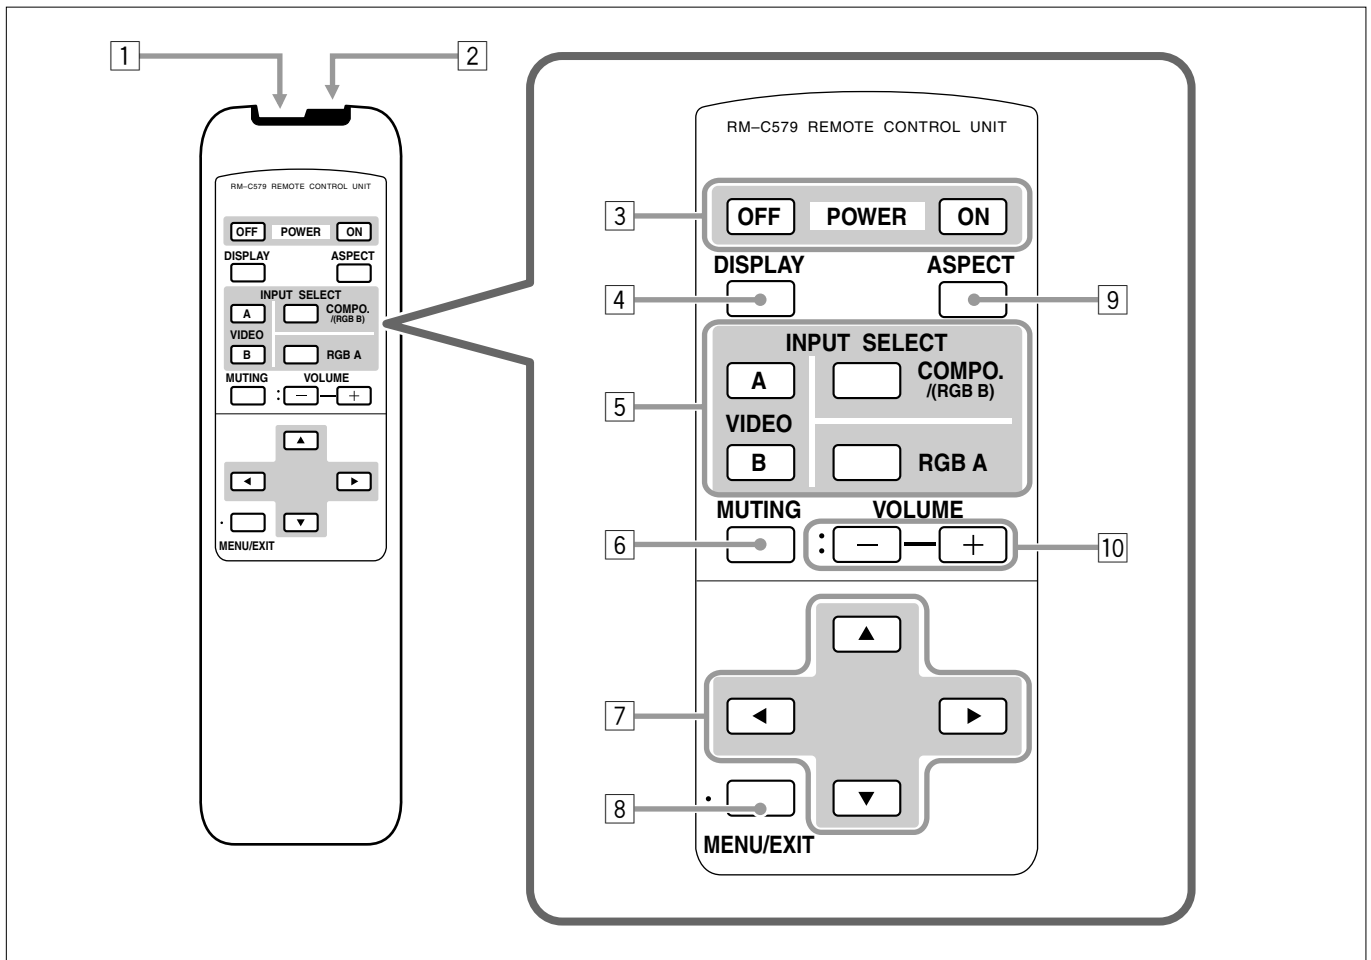 1
2
RM–C579 REMOTE CONTROL UNIT
OFF POWER ON
DISPLAY ASPECT
INPUT SELECT
A COMPO.
/(RGB B)
VIDEO
B RGB A
MUTING VOLUME
: − +
MENU/EXIT
RM–C579 REMOTE CONTROL UNIT
3 OFF POWER ON
DISPLAY ASPECT
4 9
INPUT SELECT
A COMPO.
/(RGB B)
5
VIDEO
B RGB A
MUTING VOLUME
6 : − + 10
7
8
MENU/EXIT